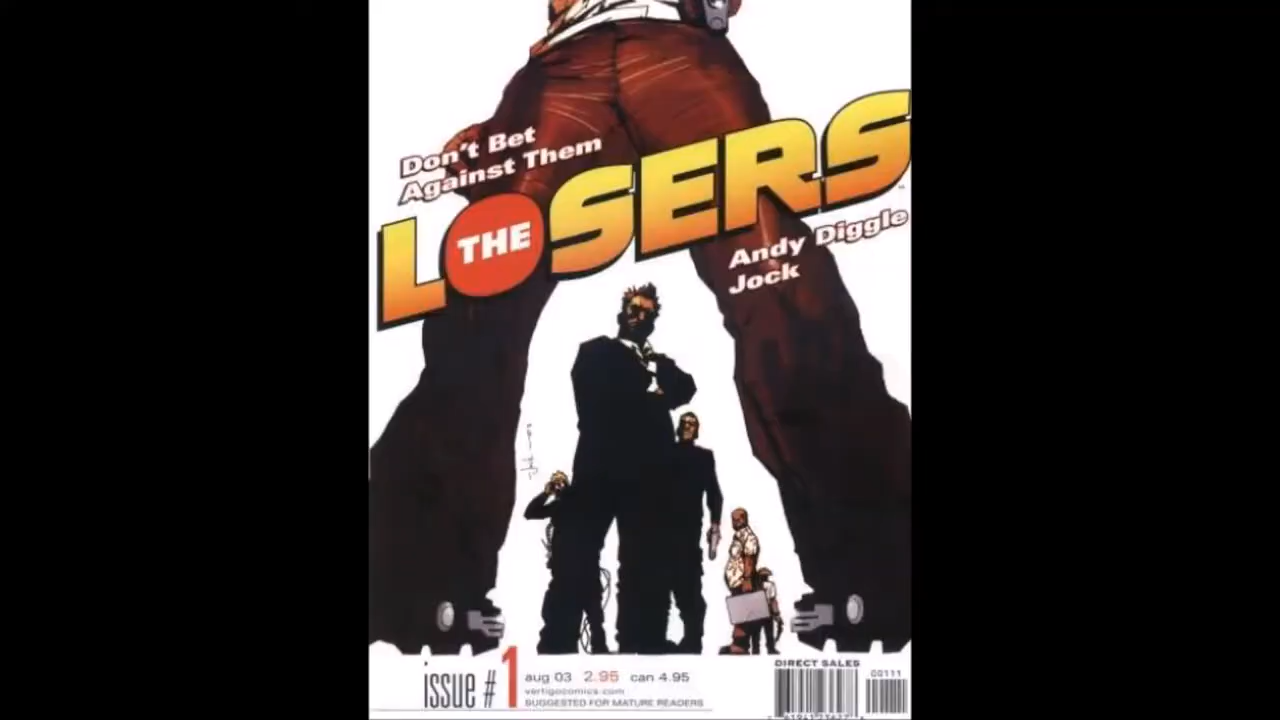 Don't Bet
Against Them
THE
LOSERS
Andy Diggle
Jock
issue # 1
aug 03 2.95 can 4.95
vertigocomics.com
SUGGESTED FOR MATURE READERS
DIRECT SALES
00111